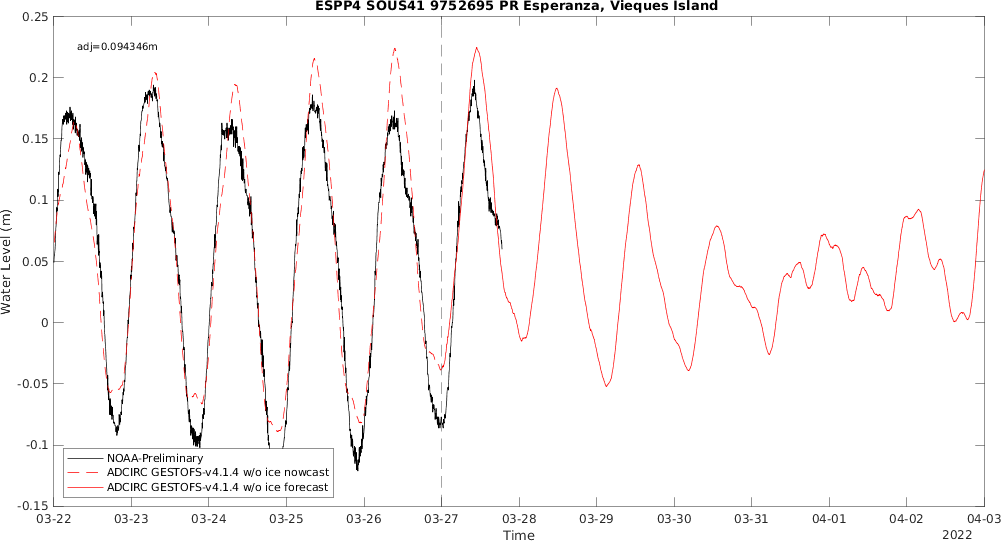 ESPP4 SOUS41 9752695 PR Esperanza, Vieques Island
0.25
adj=0.094346m
0.2
0.15
0.1
0.05
0
-0.05
-0.1
-0.15
Water Level (m)
NOAA-Preliminary
ADCIRC GESTOFS-v4.1.4 w/o ice nowcast
ADCIRC GESTOFS-v4.1.4 w/o ice forecast
03-22 03-23 03-24 03-25 03-26 03-27 03-28 03-29 03-30 03-31 04-01 04-02 04-03
Time
2022